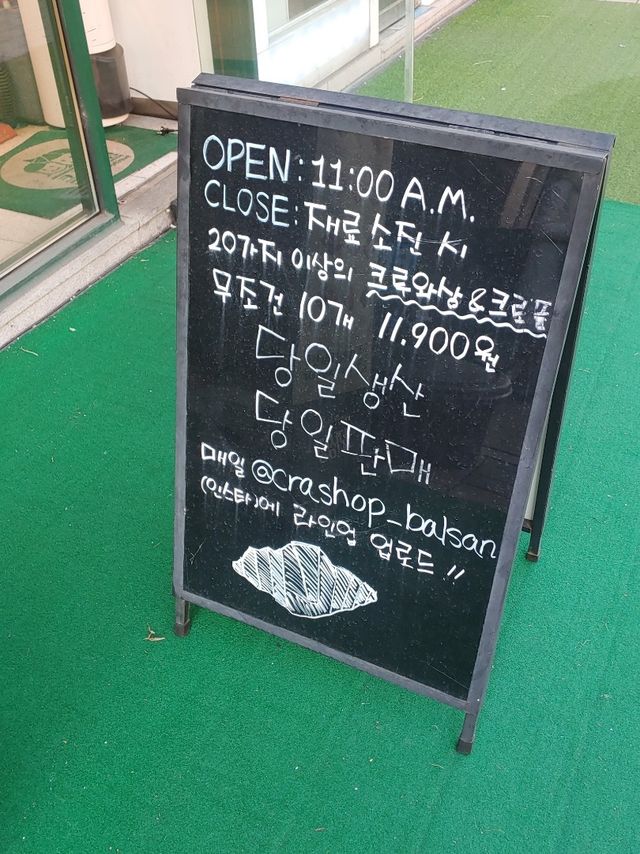 OPEN : 11:00 A.M.
CLOSE : 재료 소진 시
20가지 이상의 크루와상 & 크로플
무조건 10개 11.900원
당일생산
당일판매
매일 @crashop_balsan
(인스타)에 라인업 업로드 !!